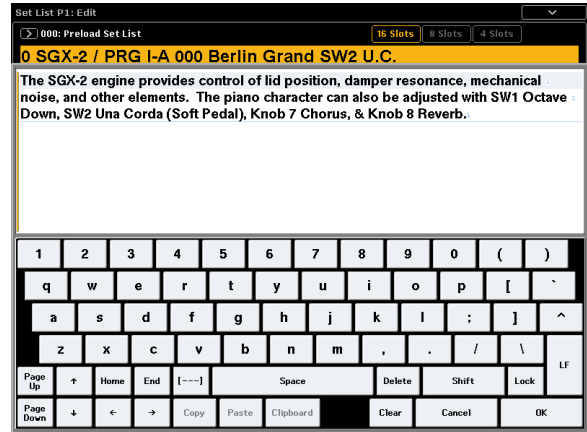 Set List P1: Edit
000: Preload Set List
16 Slots 8 Slots 4 Slots
0 SGX-2 / PRG I-A 000 Berlin Grand SW2 U.C.
The SGX-2 engine provides control of lid position, damper resonance, mechanical
noise, and other elements. The piano character can also be adjusted with SW1 Octave
Down, SW2 Una Corda (Soft Pedal), Knob 7 Chorus, & Knob 8 Reverb.
1 2 3 4 5 6 7 8 9 0 ( )
q w e r t y u i o p [ `
a s d f g h j k l ; ] ^
z x c v b n m , . / \ LF
Page Up ↑ Home End [---] Space Delete Shift Lock
Page Down ↓ ← → Copy Paste Clipboard Clear Cancel OK